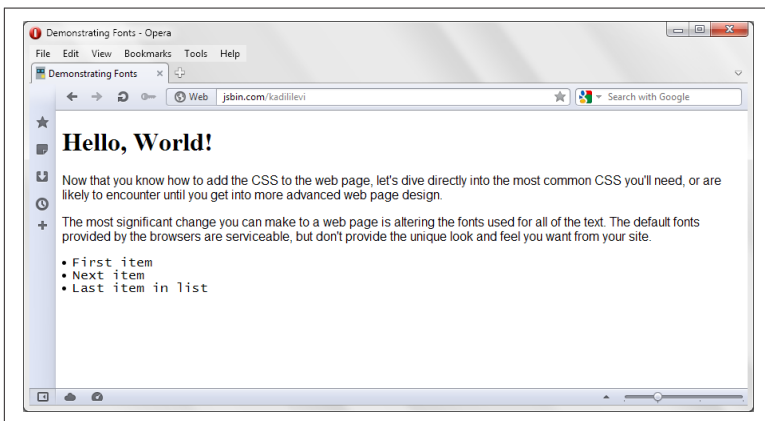 Demonstrating Fonts - Opera
File Edit View Bookmarks Tools Help
Demonstrating Fonts
Web jsbin.com/kadililevi Search with Google
Hello, World!
Now that you know how to add the CSS to the web page, let's dive directly into the most common CSS you'll need, or are
likely to encounter until you get into more advanced web page design.
The most significant change you can make to a web page is altering the fonts used for all of the text. The default fonts
provided by the browsers are serviceable, but don't provide the unique look and feel you want from your site.
• First item
• Next item
• Last item in list